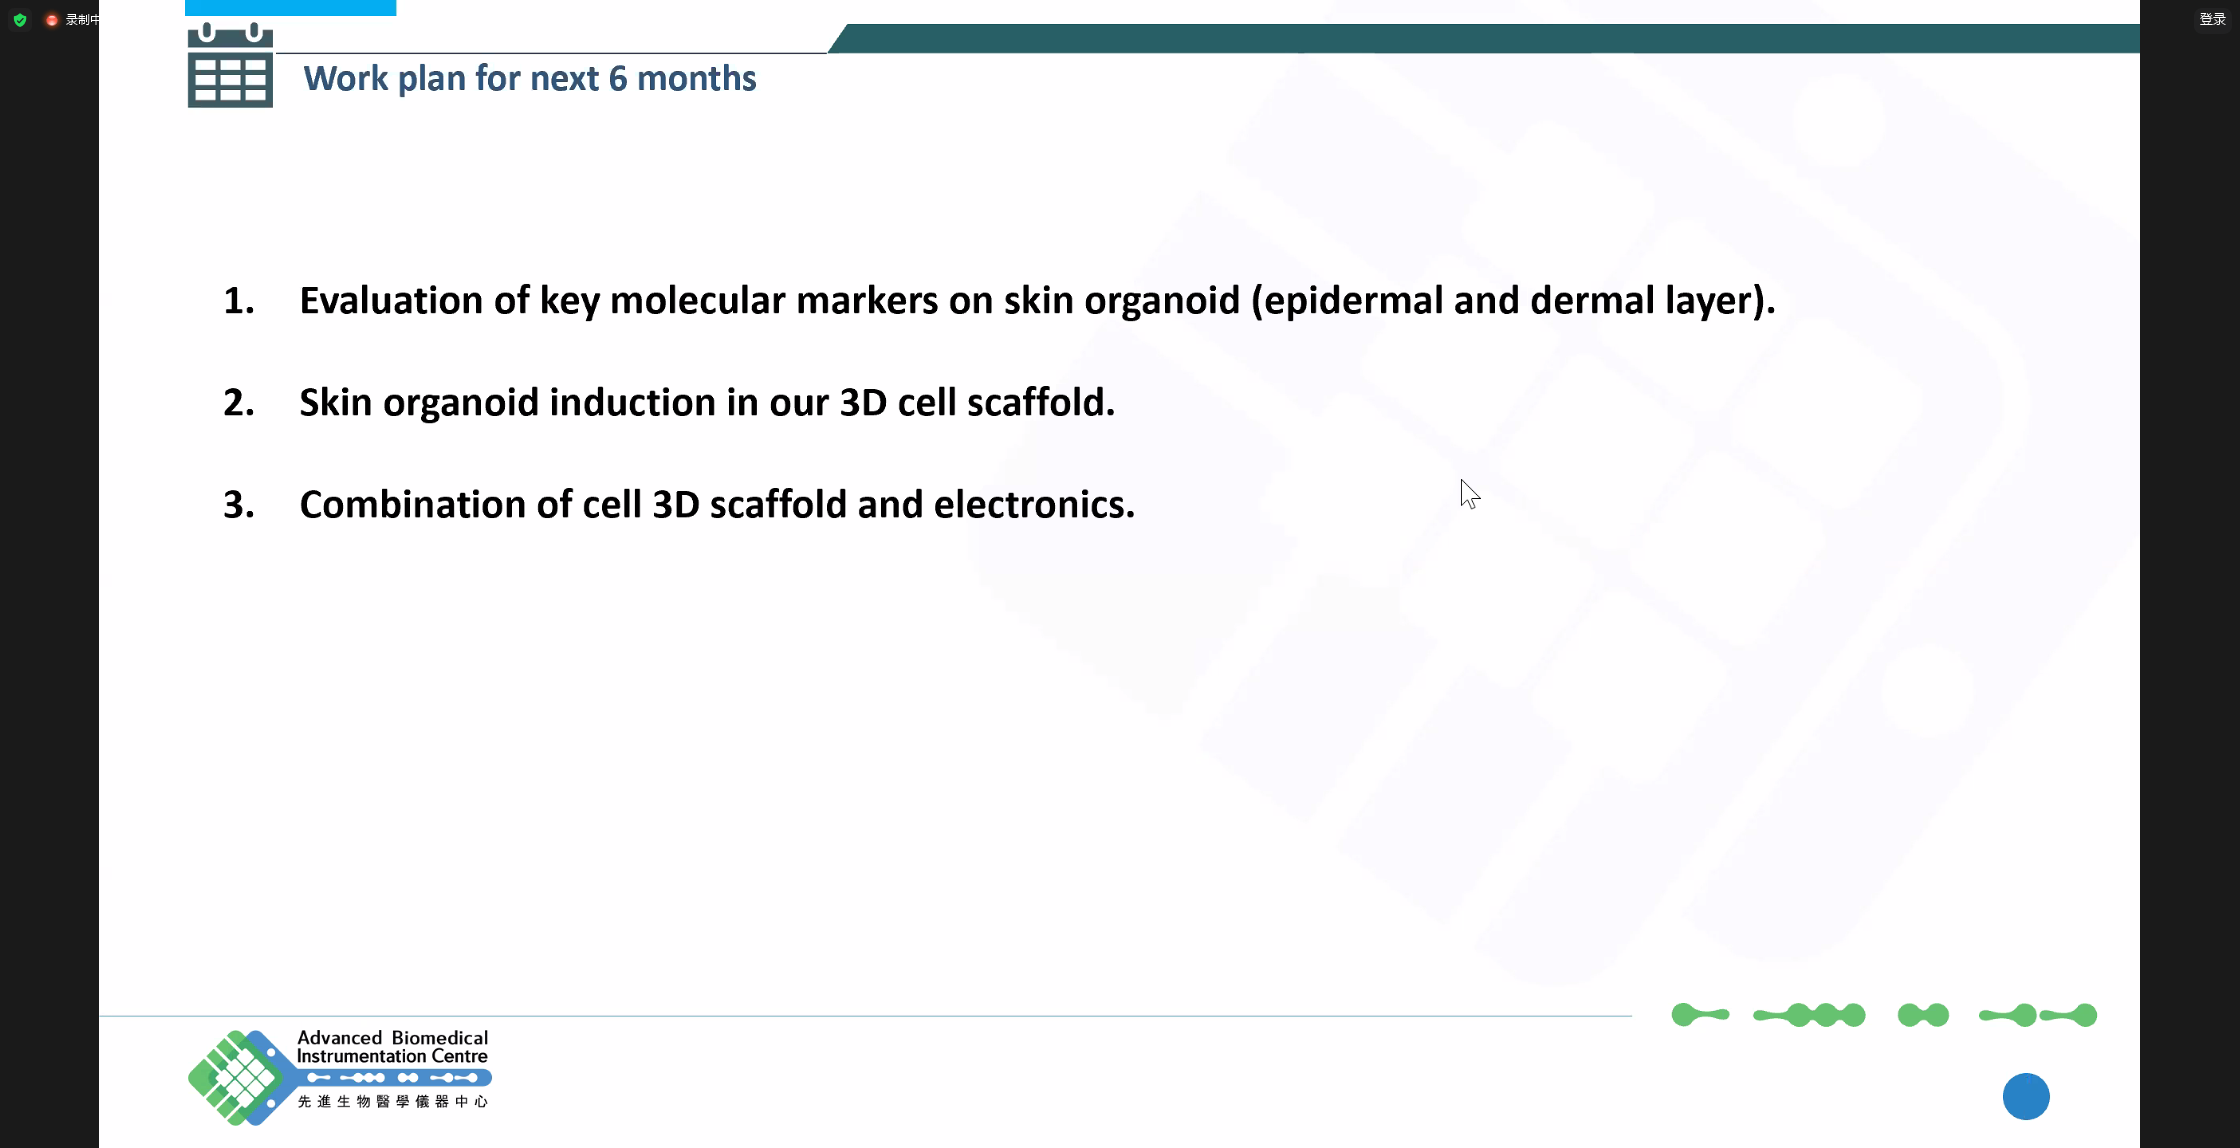 录制中
登录
Work plan for next 6 months
1. Evaluation of key molecular markers on skin organoid (epidermal and dermal layer).
2. Skin organoid induction in our 3D cell scaffold.
3. Combination of cell 3D scaffold and electronics.
Advanced Biomedical
Instrumentation Centre
先進生物醫學儀器中心